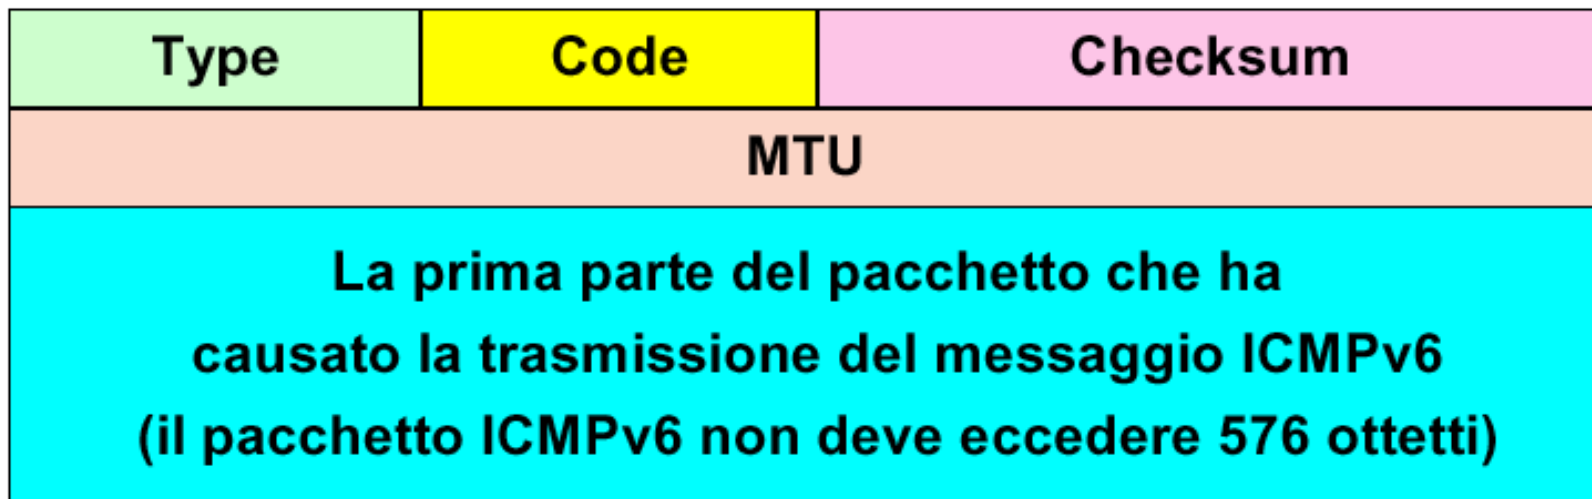 Type Code Checksum
MTU
La prima parte del pacchetto che ha
causato la trasmissione del messaggio ICMPv6
(il pacchetto ICMPv6 non deve eccedere 576 ottetti)